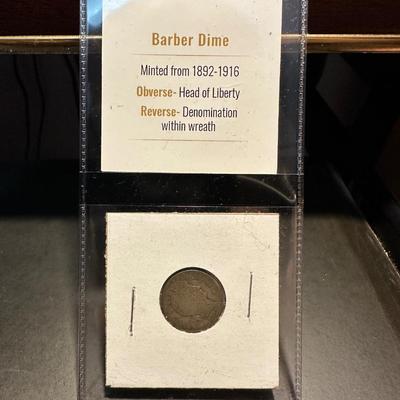 Barber Dime
Minted from 1892-1916
Obverse- Head of Liberty
Reverse- Denomination
within wreath